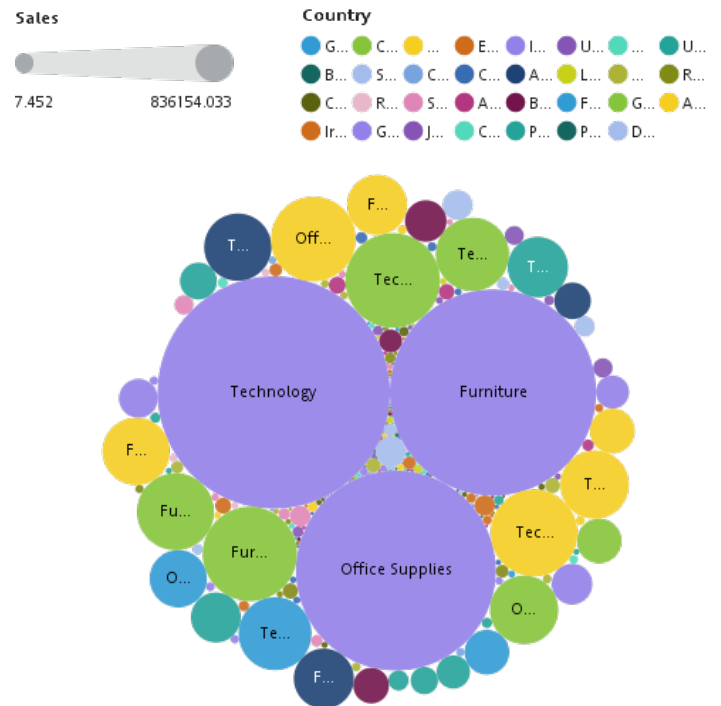 Sales
7.452 836154.033
Country
G... C... ... E... I... U... ... U...
B... S... C... C... A... L... ... R...
C... R... S... A... B... F... G... A...
Ir... G... J... C... P... P... D...
F...
Off...
T...
Te...
Tec...
T...
Technology
Furniture
F...
T...
Fu...
Tec...
Fur...
Office Supplies
O...
O...
Te...
F...